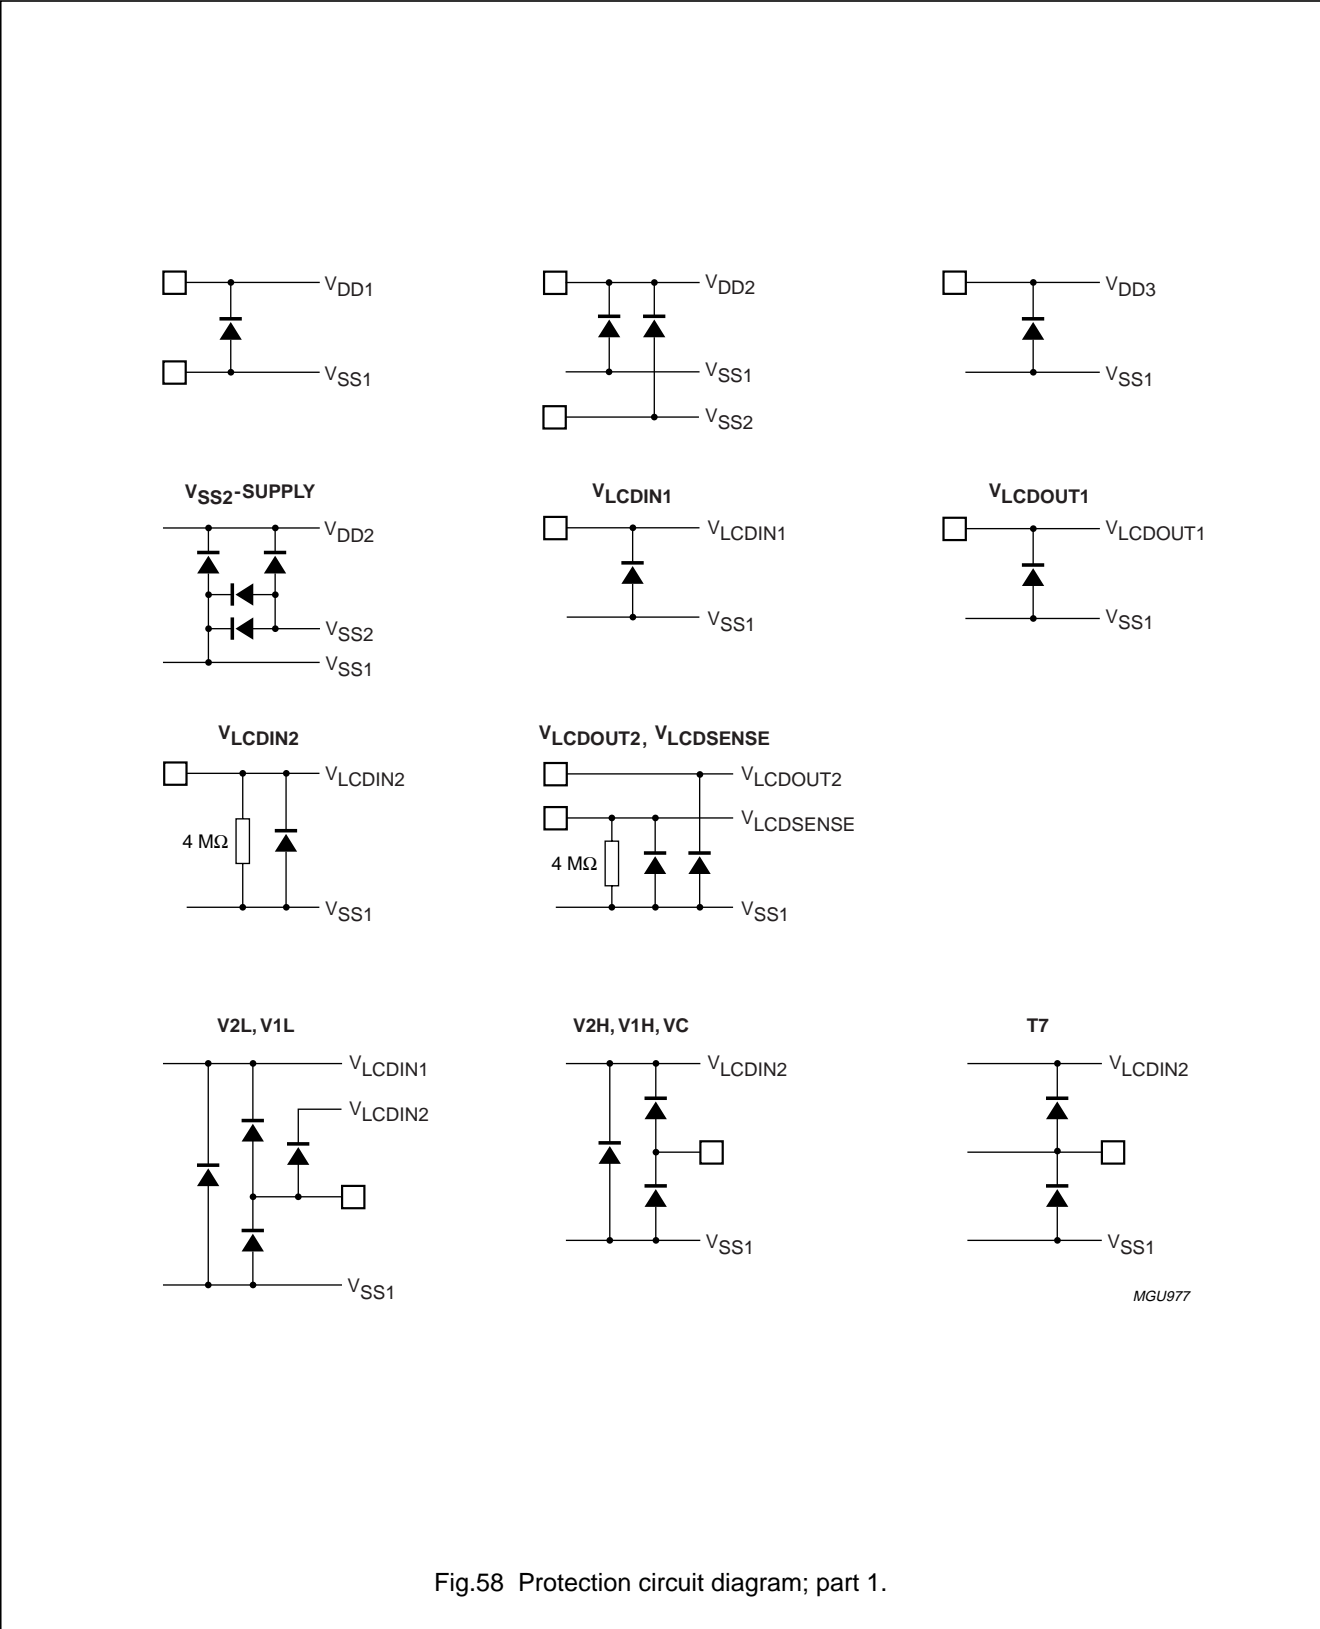 VDD1
VSS1
VDD2
VSS1
VSS2
VDD3
VSS1
VSS2-SUPPLY
VDD2
VSS2
VSS1
VLCDIN1
VLCDIN1
VSS1
VLCDOUT1
VLCDOUT1
VSS1
VLCDIN2
VLCDIN2
4 MΩ
VSS1
VLCDOUT2, VLCDSENSE
VLCDOUT2
VLCDSENSE
4 MΩ
VSS1
V2L, V1L
VLCDIN1
VLCDIN2
VSS1
V2H, V1H, VC
VLCDIN2
VSS1
T7
VLCDIN2
VSS1
MGU977
Fig.58 Protection circuit diagram; part 1.